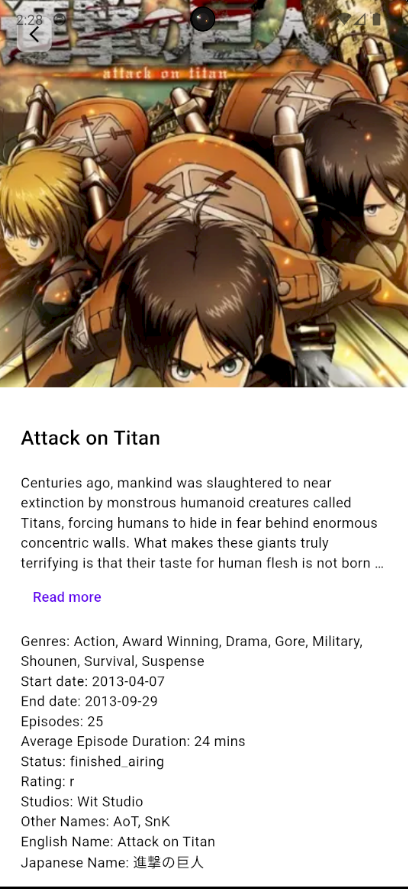 2:28
進撃の巨人
attack on titan
Attack on Titan
Centuries ago, mankind was slaughtered to near
extinction by monstrous humanoid creatures called
Titans, forcing humans to hide in fear behind enormous
concentric walls. What makes these giants truly
terrifying is that their taste for human flesh is not born ...
Read more
Genres: Action, Award Winning, Drama, Gore, Military,
Shounen, Survival, Suspense
Start date: 2013-04-07
End date: 2013-09-29
Episodes: 25
Average Episode Duration: 24 mins
Status: finished_airing
Rating: r
Studios: Wit Studio
Other Names: AoT, SnK
English Name: Attack on Titan
Japanese Name: 進撃の巨人